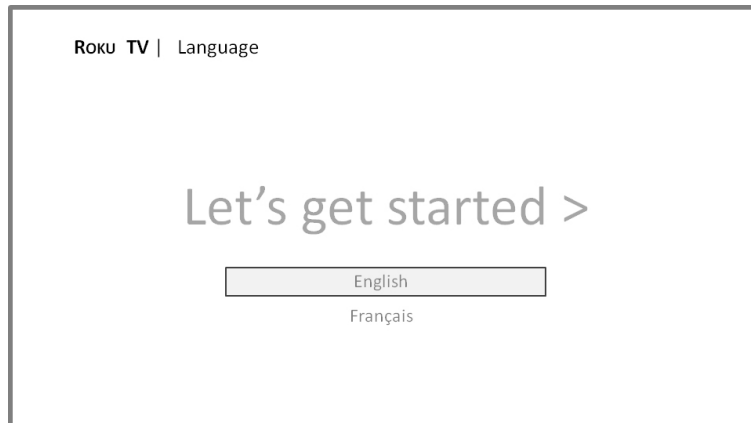 ROKU TV | Language
Let's get started >
English
Français